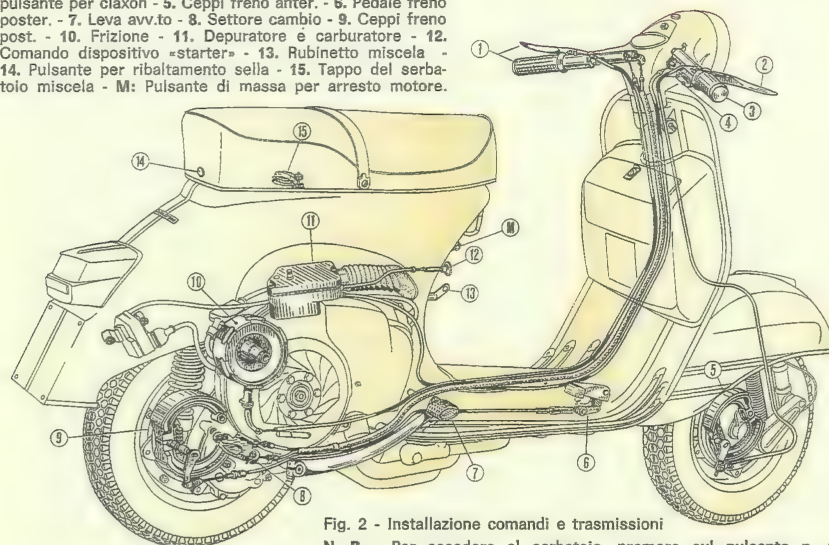 pulsante per claxon - 5. Ceppi freno anter. - 6. Pedale freno
poster. - 7. Leva avv.to - 8. Settore cambio - 9. Ceppi freno
post. - 10. Frizione - 11. Depuratore e carburatore - 12.
Comando dispositivo «starter» - 13. Rubinetto miscela -
14. Pulsante per ribaltamento sella - 15. Tappo del serba-
toio miscela - M: Pulsante di massa per arresto motore.
1
2
3
4
15
14
11
M
12
10
13
5
9
6
7
8
Fig. 2 - Installazione comandi e trasmissioni
N. B. - Per accedere al serbatoio, premere sul pulsante n.